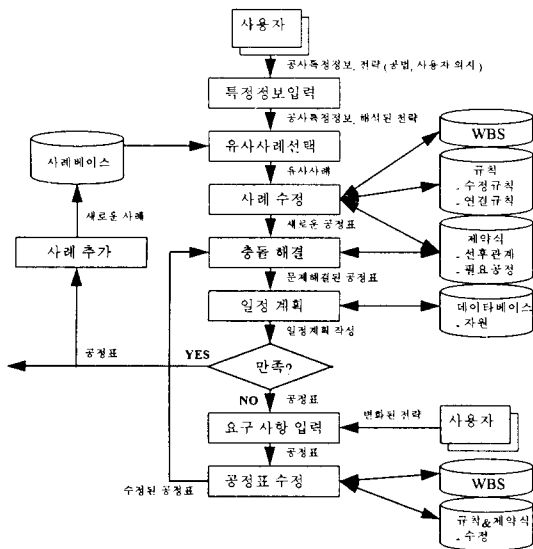 사용자
공사특정정보, 전략 (공법, 사용자 의지)
특정정보입력
공사특정정보, 해석된 전략
사례베이스
유사사례선택
WBS
유사사례
규칙
- 수정규칙
- 연결규칙
사례 수정
새로운 사례
새로운 공정표
사례 추가
충돌 해결
제약식
- 선후관계
- 필요공정
문제해결된 공정표
일정 계획
데이타베이스
- 자원
일정계획 작성
공정표
YES
만족?
NO
공정표
변화된 전략
사용자
요구 사항 입력
공정표
수정된 공정표
공정표 수정
WBS
규칙&제약식
- 수정